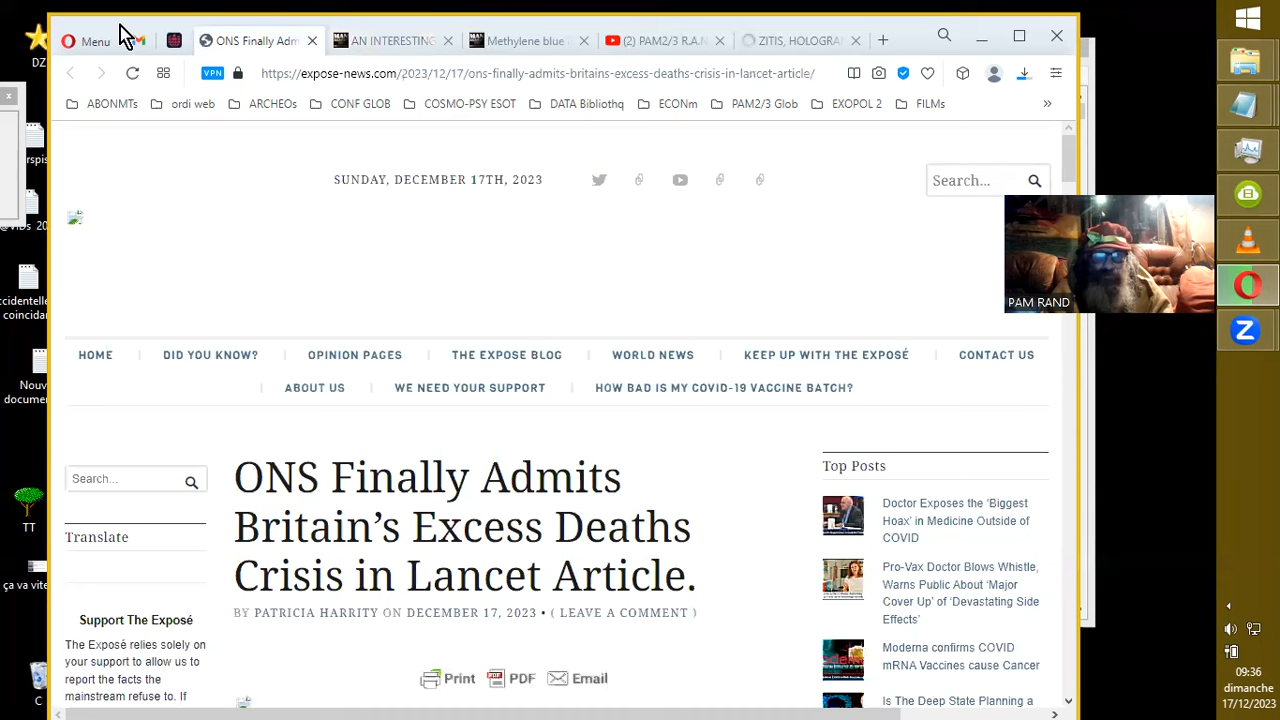 DZ
Menu
ONS Finally Adm
AN INTERESTING
Methylene blue
(2) PAM2/3 R.A.N
ZITIS, HOLOGRA
VPN
https://expose-news.com/2023/12/17/ons-finally-admits-britains-excess-deaths-crisis-in-lancet-article/
ABONMTs
ordi web
ARCHEOs
CONF GLOB
COSMO-PSY ESOT
DATA Bibliothq
ECONm
PAM2/3 Glob
EXOPOL 2
FILMs
SUNDAY, DECEMBER 17TH, 2023
Search...
PAM RAND
HOME
DID YOU KNOW?
OPINION PAGES
THE EXPOSE BLOG
WORLD NEWS
KEEP UP WITH THE EXPOSÉ
CONTACT US
ABOUT US
WE NEED YOUR SUPPORT
HOW BAD IS MY COVID-19 VACCINE BATCH?
Search...
Translate
Support The Exposé
The Exposé relies solely on
your support to allow us to
report the facts the
mainstream refuse to. If
ONS Finally Admits
Britain's Excess Deaths
Crisis in Lancet Article.
BY PATRICIA HARRITY ON DECEMBER 17, 2023 • ( LEAVE A COMMENT )
Print
PDF
Email
Top Posts
Doctor Exposes the 'Biggest
Hoax' in Medicine Outside of
COVID
Pro-Vax Doctor Blows Whistle,
Warns Public About 'Major
Cover Up' of 'Devastating Side
Effects'
Moderna confirms COVID
mRNA Vaccines cause Cancer
Is The Deep State Planning a
rspis
@VIDs_20
ccidentelle
coincidan
Nouv
documen
TT
ça va vite
C
09:36
dimanche
17/12/2023